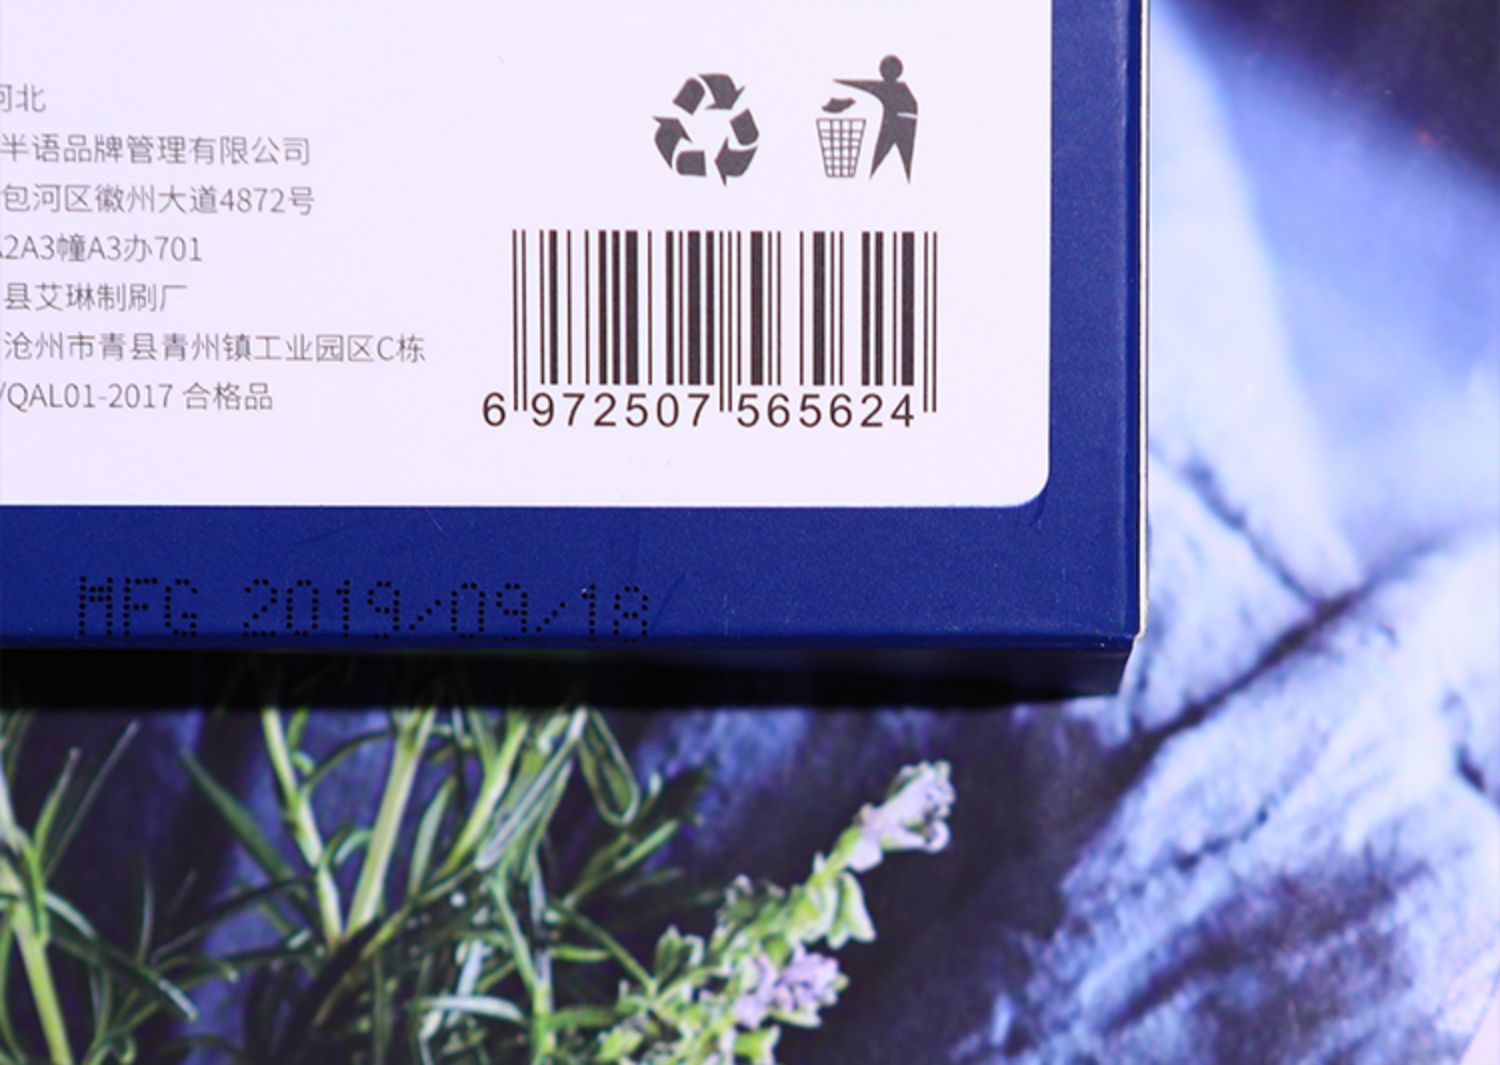 河北
半语品牌管理有限公司
包河区徽州大道4872号
A2A3幢A3办701
县艾琳制刷厂
沧州市青县青州镇工业园区C栋
/QAL01-2017 合格品
6 972507 565624
MFG 2019/09/18